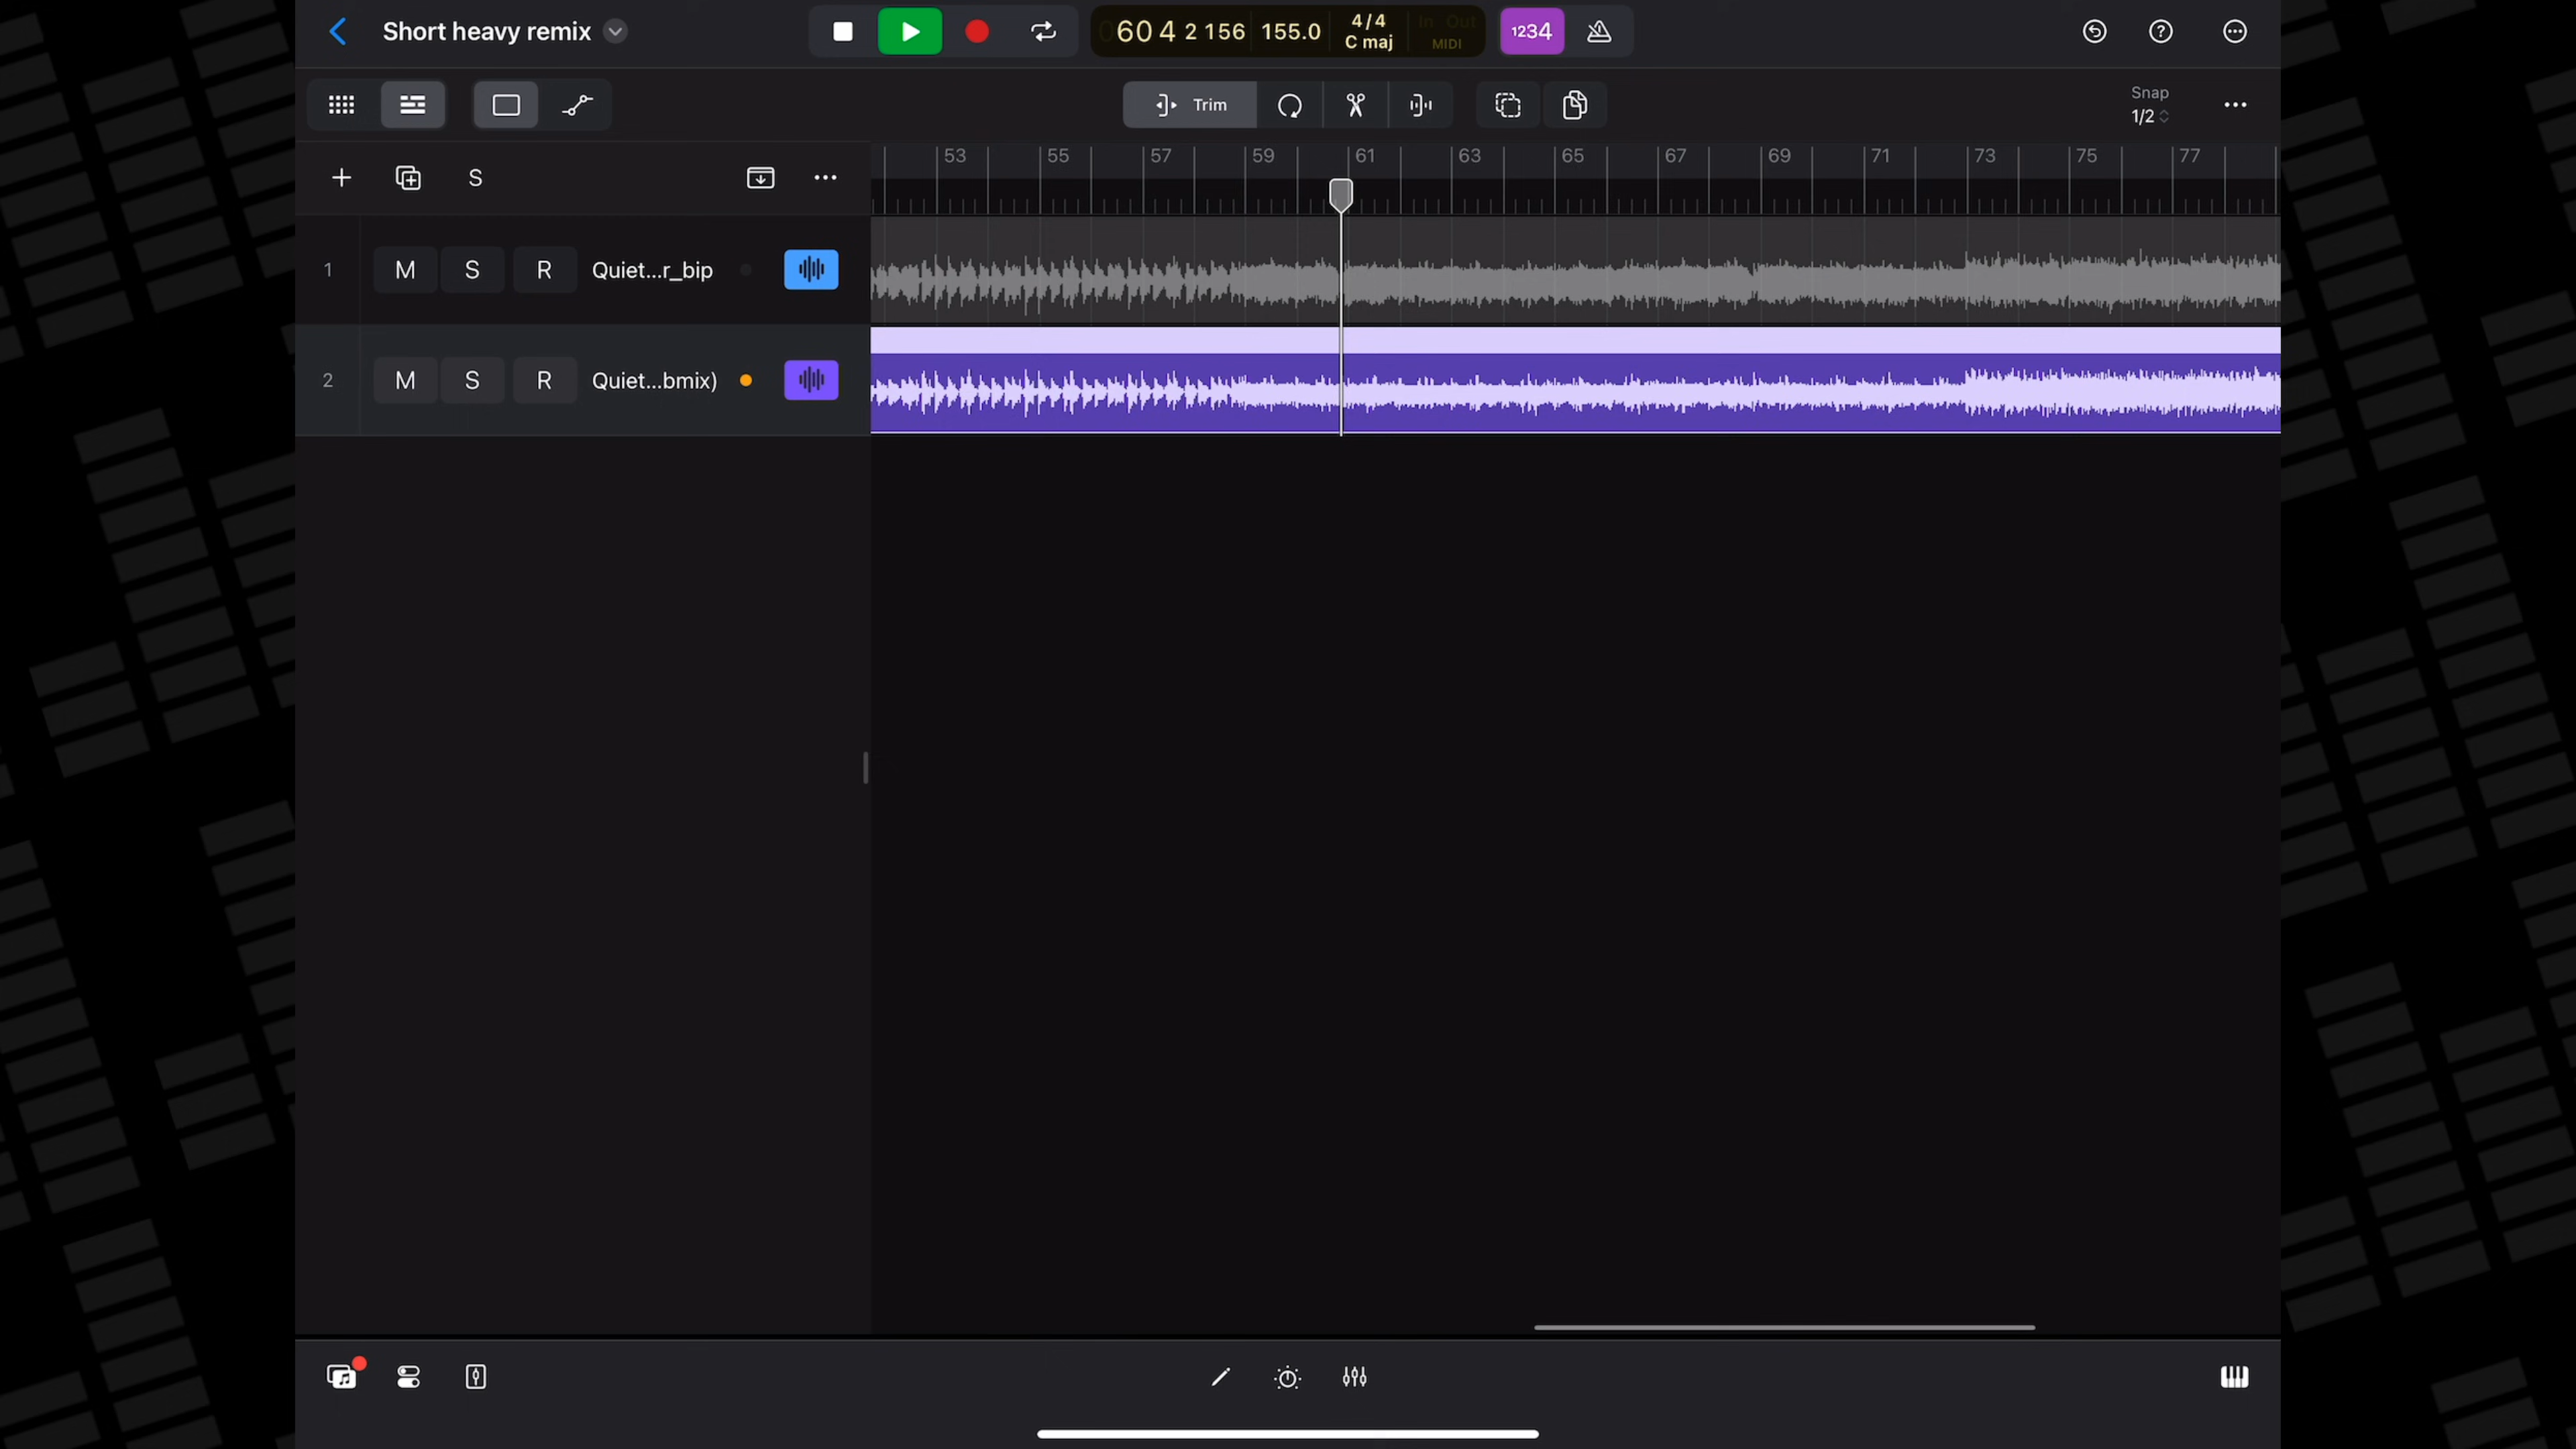 Short heavy remix
60 4 2 156 155.0 4/4 C maj In Out MIDI 1234
Trim
Snap
1/2
S
53 55 57 59 61 63 65 67 69 71 73 75 77
1 M S R Quiet...r_bip
2 M S R Quiet...bmix)